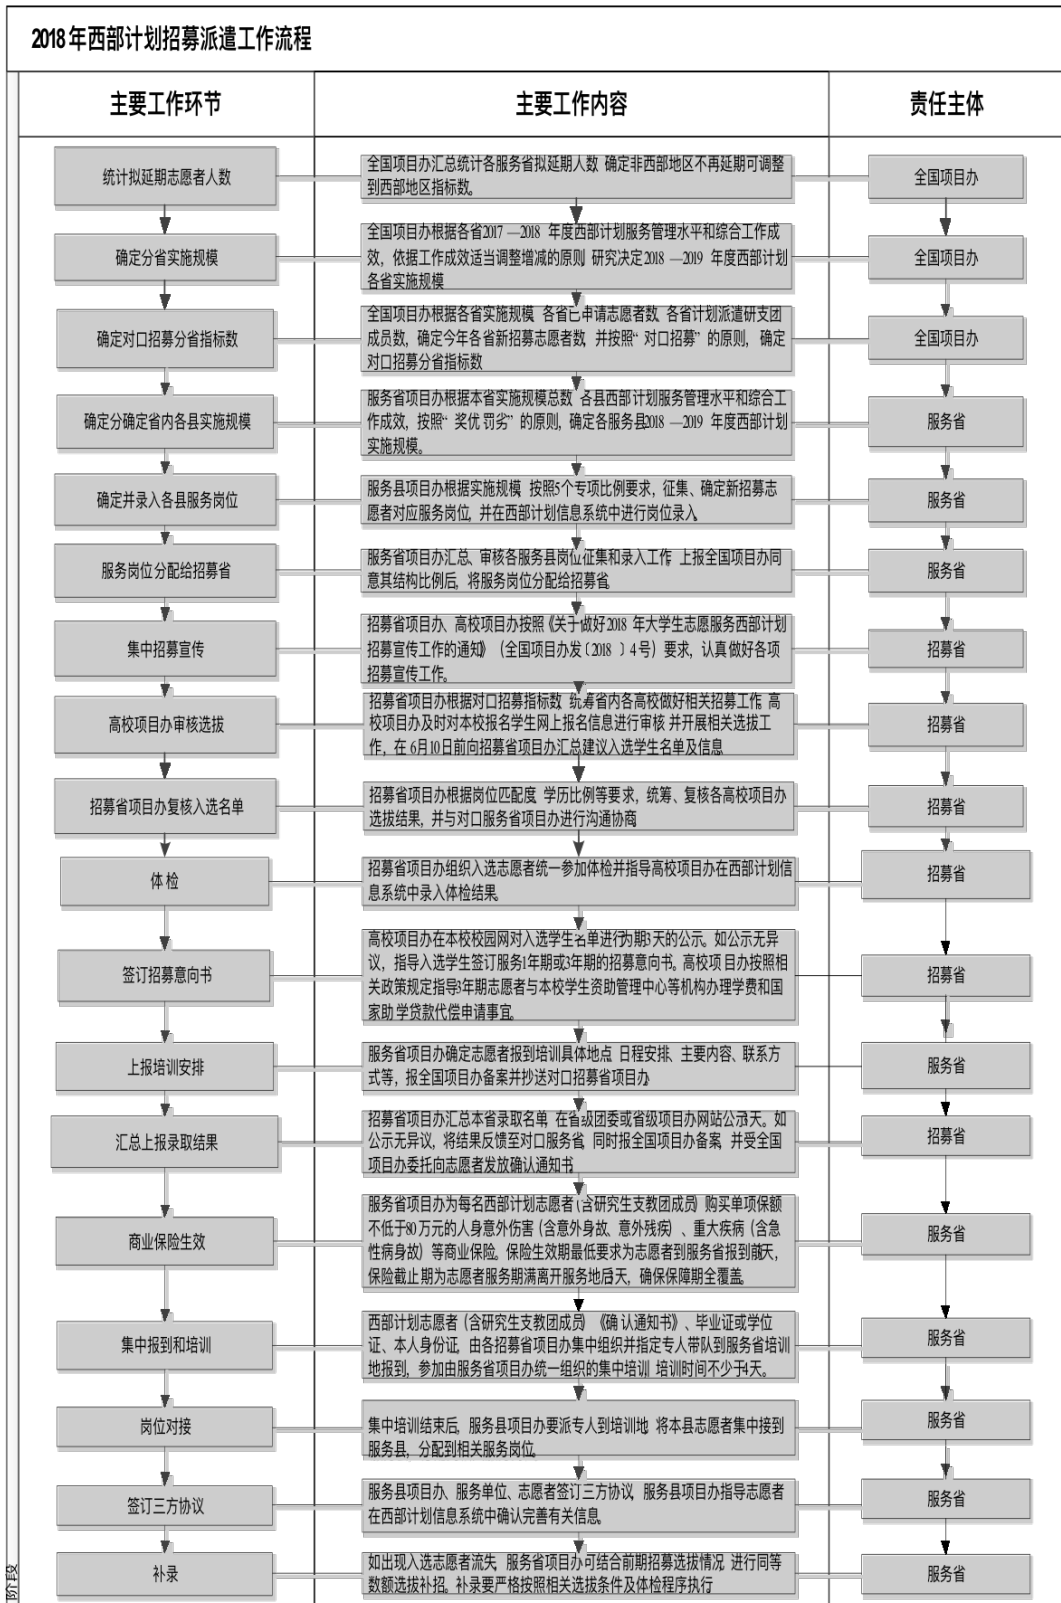 2018年西部计划招募派遣工作流程
主要工作环节
主要工作内容
责任主体
统计拟延期志愿者人数
全国项目办汇总统计各服务省拟延期人数 确定非西部地区不再延期可调整
到西部地区指标数。
全国项目办
确定分省实施规模
全国项目办根据各省2017—2018 年度西部计划服务管理水平和综合工作成
效，依据工作成效适当调整增减的原则 研究决定2018—2019 年度西部计划
各省实施规模
全国项目办
确定对口招募分省指标数
全国项目办根据各省实施规模 各省已申请志愿者数 各省计划派遣研支团
成员数，确定今年各省新招募志愿者数 并按照“对口招募”的原则，确定
对口招募分省指标数
全国项目办
确定分确定省内各县实施规模
服务省项目办根据本省实施规模总数 各县西部计划服务管理水平和综合工
作成效，按照“奖优罚劣”的原则，确定各服务县2018—2019 年度西部计划
实施规模。
服务省
确定并录入各县服务岗位
服务县项目办根据实施规模 按照5个专项比例要求，征集、确定新招募志
愿者对应服务岗位，并在西部计划信息系统中进行岗位录入
服务省
服务岗位分配给招募省
服务省项目办汇总、审核各服务县岗位征集和录入工作 上报全国项目办同
意其结构比例后，将服务岗位分配给招募省
服务省
集中招募宣传
招募省项目办、高校项目办按照《关于做好2018 年大学生志愿服务西部计划
招募宣传工作的通知》（全国项目办发〔2018〕4号）要求，认真做好各项
招募宣传工作。
招募省
高校项目办审核选拔
招募省项目办根据对口招募指标数 统筹省内各高校做好相关招募工作 高
校项目办及时对本校报名学生网上报名信息进行审核 并开展相关选拔工
作，在6月10日前向招募省项目办汇总建议入选学生名单及信息
招募省
招募省项目办复核入选名单
招募省项目办根据岗位匹配度 学历比例等要求，统筹、复核各高校项目办
选拔结果，并与对口服务省项目办进行沟通协商
招募省
体检
招募省项目办组织入选志愿者统一参加体检并指导高校项目办在西部计划信
息系统中录入体检结果。
招募省
签订招募意向书
高校项目办在本校校园网对入选学生名单进行为期3天的公示。如公示无异
议，指导入选学生签订服务1年期或3年期的招募意向书。高校项目办按照相
关政策规定指导3年期志愿者与本校学生资助管理中心等机构办理学费和国
家助学贷款代偿申请事宜。
招募省
上报培训安排
服务省项目办确定志愿者报到培训具体地点 日程安排、主要内容、联系方
式等，报全国项目办备案并抄送对口招募省项目办
服务省
汇总上报录取结果
招募省项目办汇总本省录取名单 在省级团委或省级项目办网站公示3天。如
公示无异议，将结果反馈至对口服务省 同时报全国项目办备案 并受全国
项目办委托向志愿者发放确认通知书
招募省
商业保险生效
服务省项目办为每名西部计划志愿者（含研究生支教团成员）购买单项保额
不低于80万元的人身意外伤害（含意外身故、意外残疾）、重大疾病（含急
性病身故）等商业保险。保险生效期最低要求为志愿者到服务省报到前天，
保险截止期为志愿者服务期满离开服务地后天，确保保障期全覆盖。
服务省
集中报到和培训
西部计划志愿者（含研究生支教团成员）《确认通知书》、毕业证或学位
证、本人身份证，由各招募省项目办集中组织并指定专人带队到服务省培训
地报到，参加由服务省项目办统一组织的集中培训 培训时间不少于4天。
服务省
岗位对接
集中培训结束后，服务县项目办要派专人到培训地 将本县志愿者集中接到
服务县，分配到相关服务岗位
服务省
签订三方协议
服务县项目办、服务单位、志愿者签订三方协议 服务县项目办指导志愿者
在西部计划信息系统中确认完善有关信息
服务省
补录
如出现入选志愿者流失 服务省项目办可结合前期招募选拔情况 进行同等
数额选拔补招。补录要严格按照相关选拔条件及体检程序执行
服务省
阶段